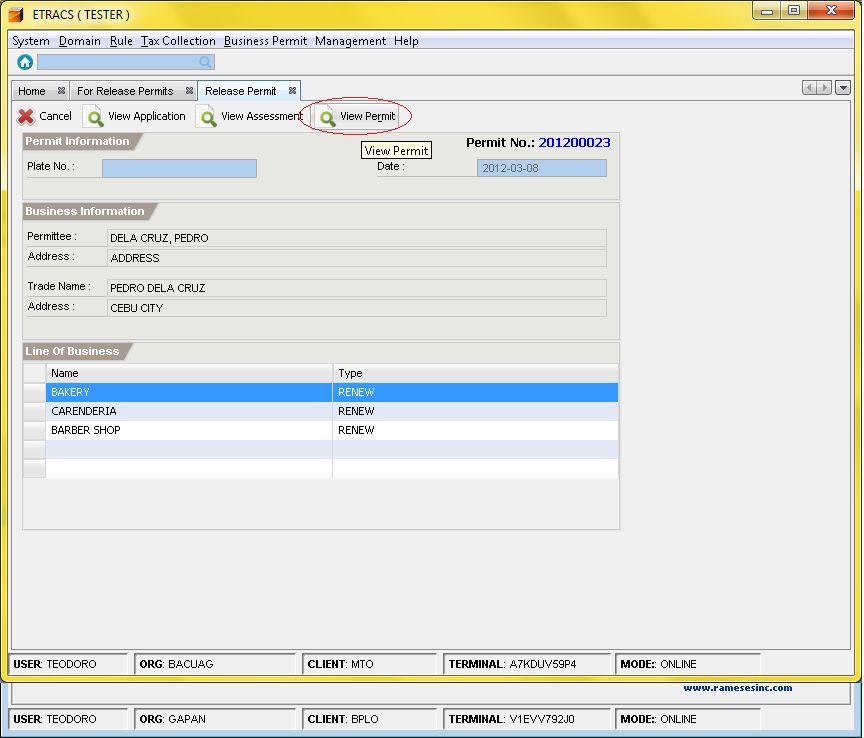 ETRACS ( TESTER )
System Domain Rule Tax Collection Business Permit Management Help
Home For Release Permits Release Permit
Cancel View Application View Assessment View Permit
Permit Information
Permit No.: 201200023
View Permit
Plate No. :
Date :
2012-03-08
Business Information
Permittee : DELA CRUZ, PEDRO
Address : ADDRESS
Trade Name : PEDRO DELA CRUZ
Address : CEBU CITY
Line Of Business
Name Type
BAKERY RENEW
CARENDERIA RENEW
BARBER SHOP RENEW
USER: TEODORO ORG: BACUAG CLIENT: MTO TERMINAL: A7KDUV59P4 MODE:: ONLINE
www.ramesesinc.com
USER: TEODORO ORG: GAPAN CLIENT: BPLO TERMINAL: V1EVV792J0 MODE:: ONLINE